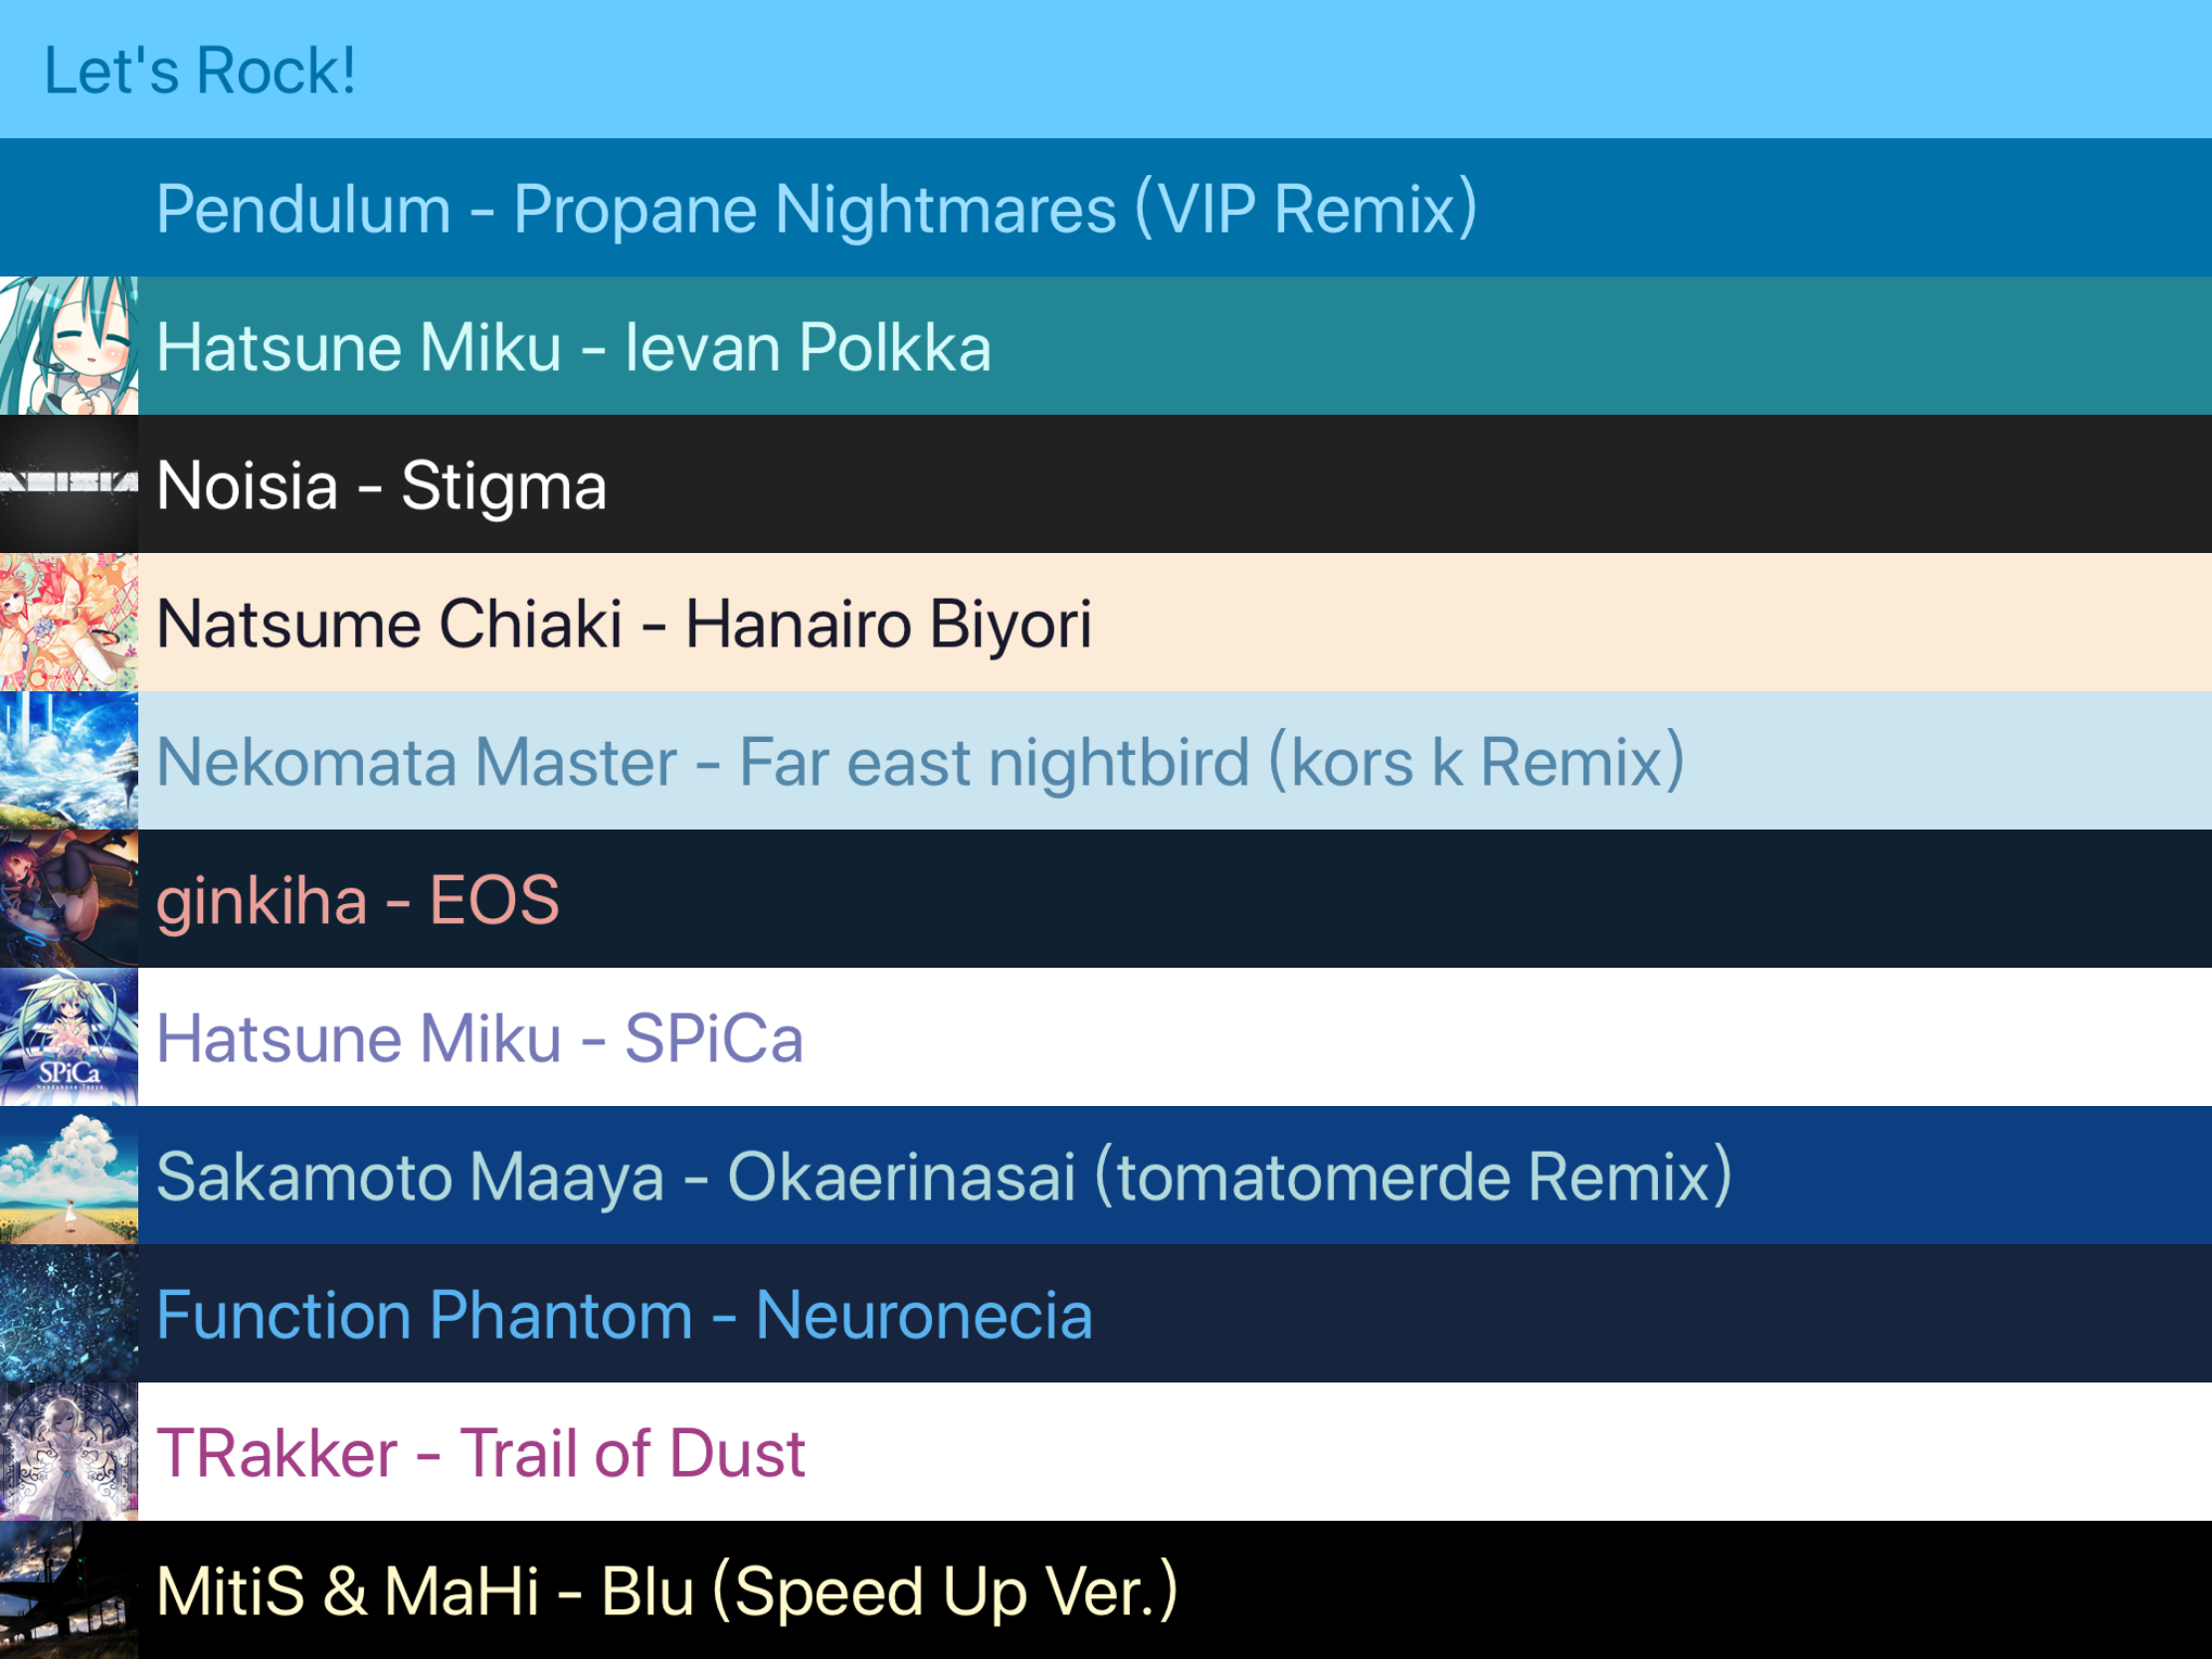 Let's Rock!
Pendulum - Propane Nightmares (VIP Remix)
Hatsune Miku - Ievan Polkka
NOISIA
Noisia - Stigma
Natsume Chiaki - Hanairo Biyori
Nekomata Master - Far east nightbird (kors k Remix)
ginkiha - EOS
Hatsune Miku - SPiCa
SPiCa
Sakamoto Maaya - Okaerinasai (tomatomerde Remix)
Function Phantom - Neuronecia
TRakker - Trail of Dust
MitiS & MaHi - Blu (Speed Up Ver.)